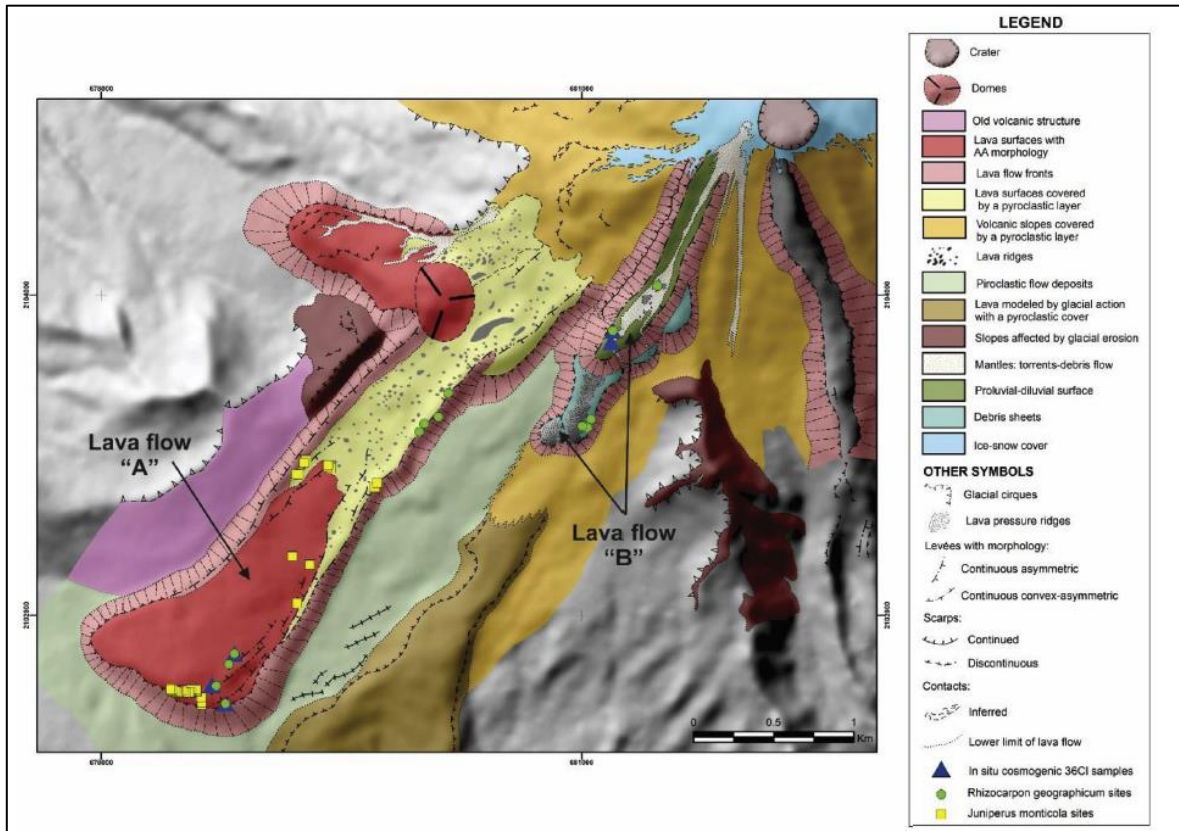 LEGEND
Crater
Domes
Old volcanic structure
Lava surfaces with
AA morphology
Lava flow fronts
Lava surfaces covered
by a pyroclastic layer
Volcanic slopes covered
by a pyroclastic layer
Lava ridges
Piroclastic flow deposits
Lava modeled by glacial action
with a pyroclastic cover
Slopes affected by glacial erosion
Mantles: torrents-debris flow
Proluvial-diluvial surface
Debris sheets
Ice-snow cover
OTHER SYMBOLS
Glacial cirques
Lava pressure ridges
Levées with morphology:
Continuous asymmetric
Continuous convex-asymmetric
Scarps:
Continued
Discontinuous
Contacts:
Inferred
Lower limit of lava flow
In situ cosmogenic 36Cl samples
Rhizocarpon geographicum sites
Juniperus monticola sites
678000
681000
2104000
2104000
Lava flow
“A”
Lava flow
“B”
0
0.5
1
Km
681000